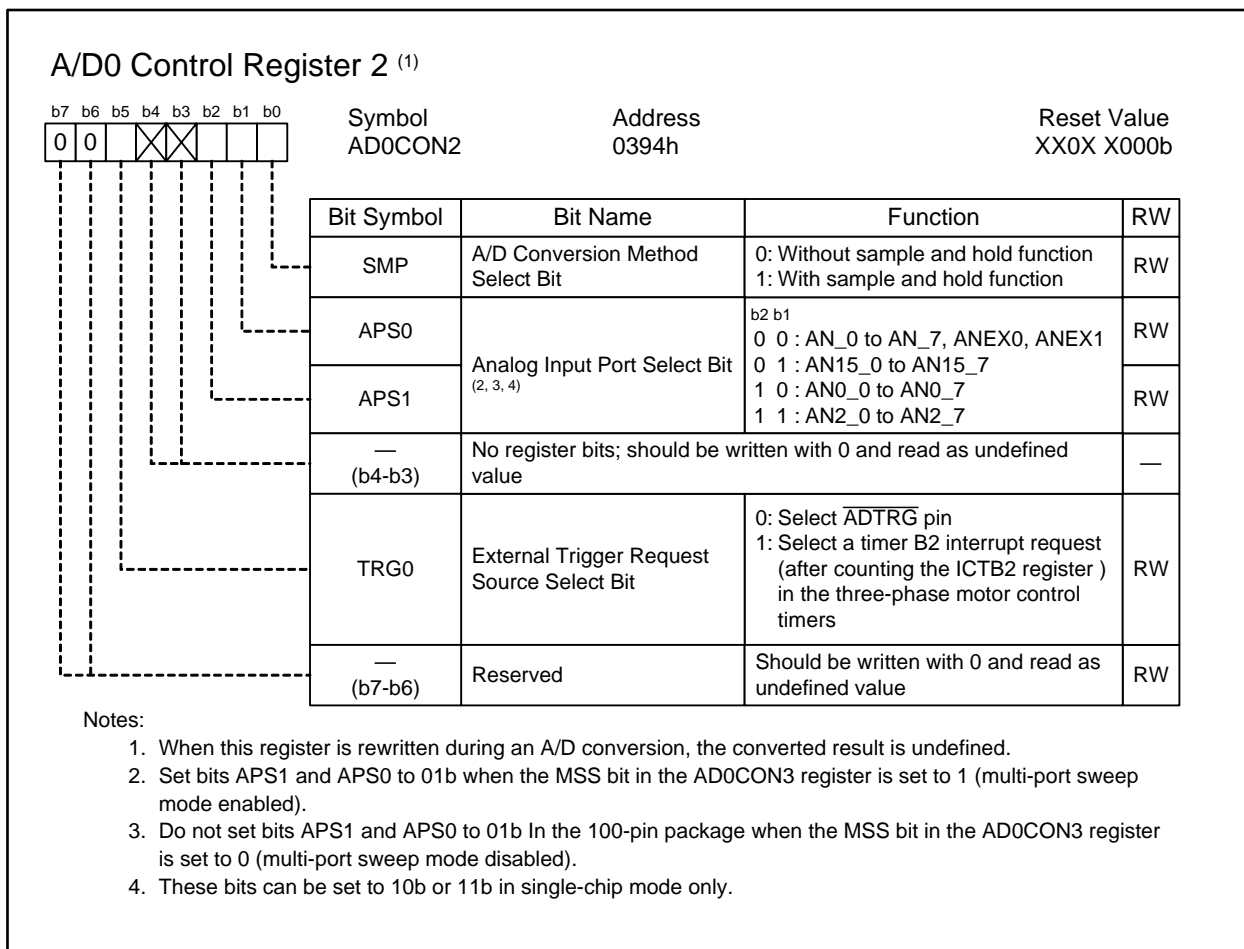 A/D0 Control Register 2 (1)
b7 b6 b5 b4 b3 b2 b1 b0
0 0
Symbol Address Reset Value
AD0CON2 0394h XX0X X000b
Bit Symbol Bit Name Function RW
SMP
A/D Conversion Method
Select Bit
0: Without sample and hold function
1: With sample and hold function
RW
APS0
APS1
Analog Input Port Select Bit
(2, 3, 4)
b2 b1
0 0 : AN_0 to AN_7, ANEX0, ANEX1
0 1 : AN15_0 to AN15_7
1 0 : AN0_0 to AN0_7
1 1 : AN2_0 to AN2_7
RW
RW
—
(b4-b3)
No register bits; should be written with 0 and read as undefined
value
—
TRG0
External Trigger Request
Source Select Bit
0: Select ADTRG pin
1: Select a timer B2 interrupt request
(after counting the ICTB2 register )
in the three-phase motor control
timers
RW
—
(b7-b6)
Reserved
Should be written with 0 and read as
undefined value
RW
Notes:
1. When this register is rewritten during an A/D conversion, the converted result is undefined.
2. Set bits APS1 and APS0 to 01b when the MSS bit in the AD0CON3 register is set to 1 (multi-port sweep
mode enabled).
3. Do not set bits APS1 and APS0 to 01b In the 100-pin package when the MSS bit in the AD0CON3 register
is set to 0 (multi-port sweep mode disabled).
4. These bits can be set to 10b or 11b in single-chip mode only.